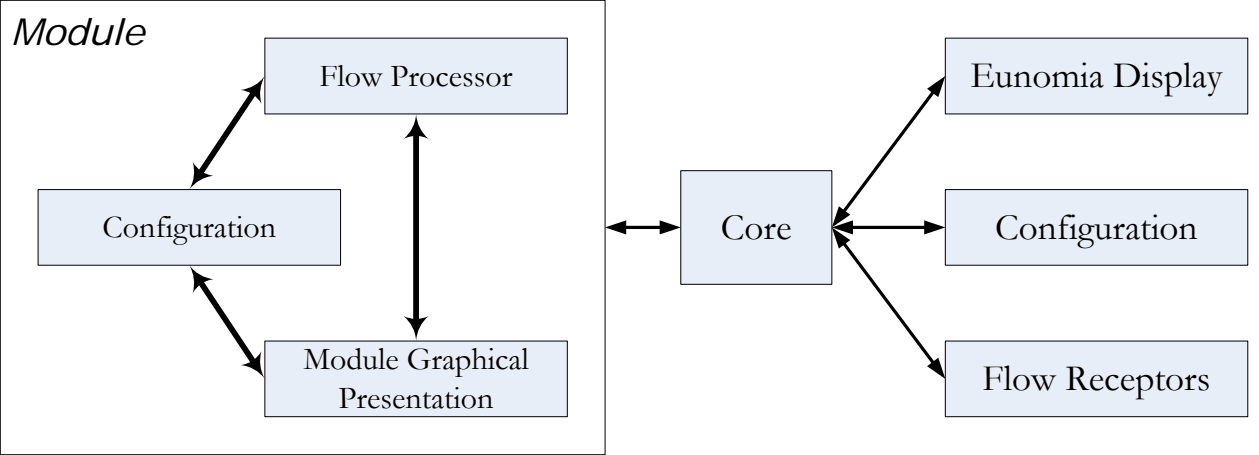 Module
Flow Processor
Configuration
Module Graphical
Presentation
Core
Eunomia Display
Configuration
Flow Receptors